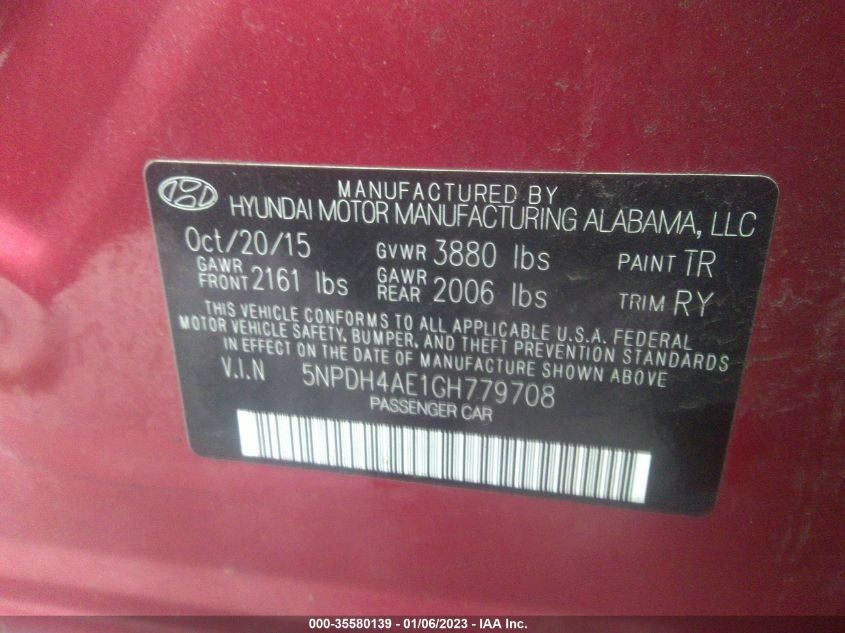 MANUFACTURED BY
HYUNDAI MOTOR MANUFACTURING ALABAMA, LLC
Oct/20/15 GVWR 3880 lbs PAINT TR
GAWR FRONT 2161 lbs GAWR REAR 2006 lbs TRIM RY
THIS VEHICLE CONFORMS TO ALL APPLICABLE U.S.A. FEDERAL
MOTOR VEHICLE SAFETY, BUMPER, AND THEFT PREVENTION STANDARDS
IN EFFECT ON THE DATE OF MANUFACTURE SHOWN ABOVE
V.I.N 5NPDH4AE1GH779708
PASSENGER CAR
000-35580139 - 01/06/2023 - IAA Inc.